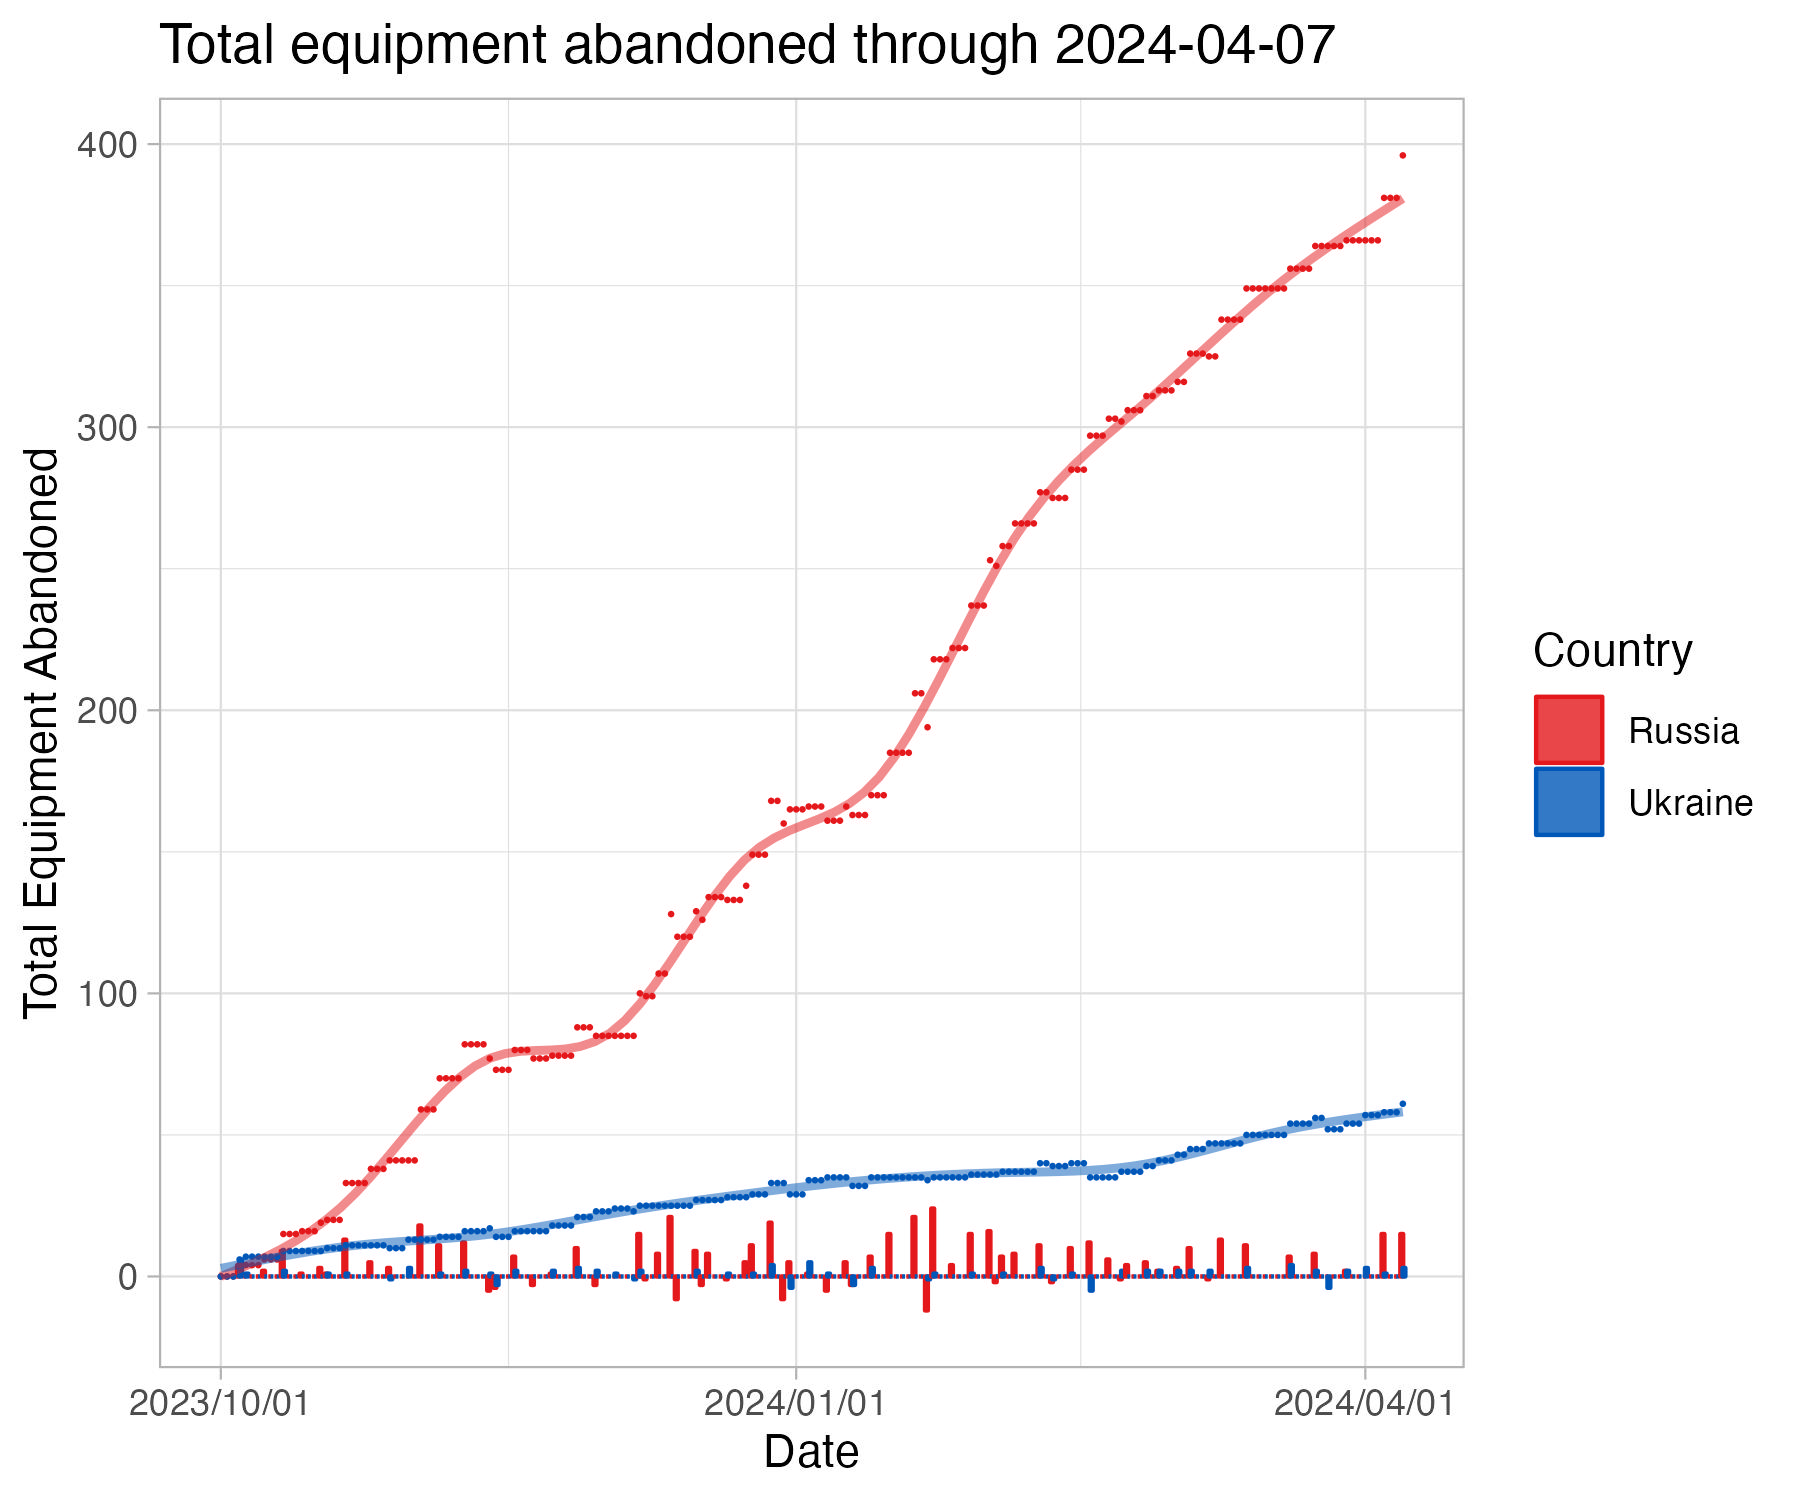 Total equipment abandoned through 2024-04-07
Total Equipment Abandoned
400
300
200
100
0
2023/10/01
2024/01/01
2024/04/01
Date
Country
Russia
Ukraine